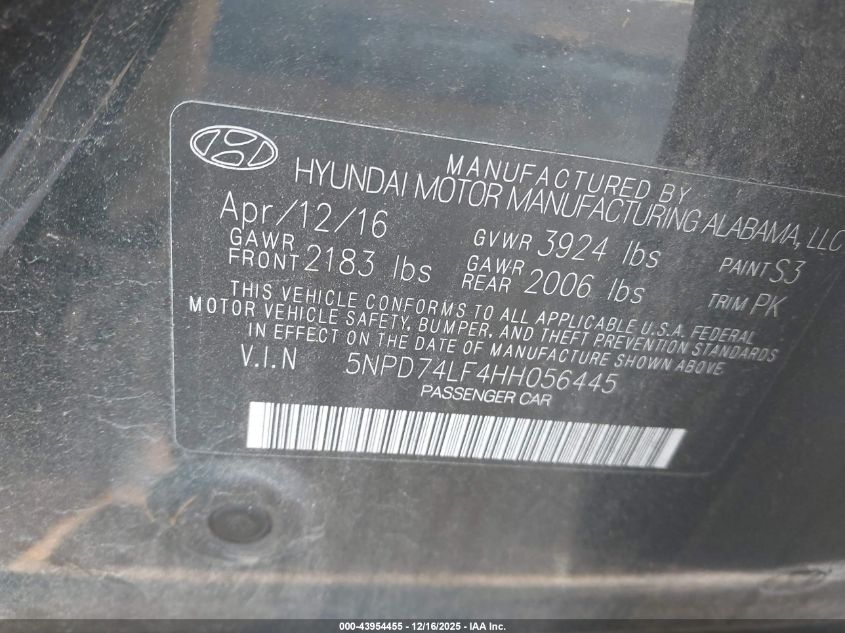 MANUFACTURED BY
HYUNDAI MOTOR MANUFACTURING ALABAMA, LLC
Apr/12/16 GVWR 3924 lbs PAINT S3
GAWR FRONT 2183 lbs GAWR REAR 2006 lbs TRIM PK
THIS VEHICLE CONFORMS TO ALL APPLICABLE U.S.A. FEDERAL
MOTOR VEHICLE SAFETY, BUMPER, AND THEFT PREVENTION STANDARDS
IN EFFECT ON THE DATE OF MANUFACTURE SHOWN ABOVE
V.I.N 5NPD74LF4HH056445
PASSENGER CAR
000-43954455 - 12/16/2025 - IAA Inc.